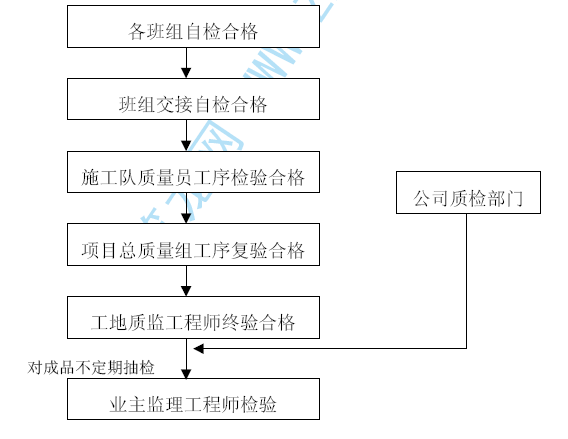 各班组自检合格
班组交接自检合格
施工队质量员工序检验合格
公司质检部门
项目总质量组工序复验合格
工地质监工程师终验合格
对成品不定期抽检
业主监理工程师检验